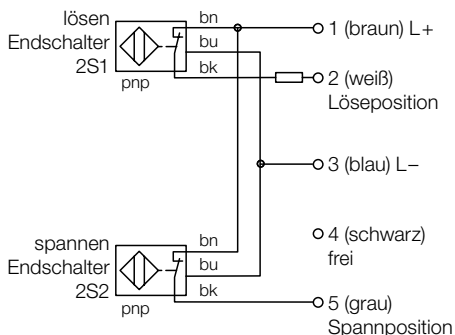 lösen
Endschalter
2S1
pnp
bn
bu
bk
1 (braun) L+
2 (weiß)
Löseposition
3 (blau) L−
4 (schwarz)
frei
spannen
Endschalter
2S2
pnp
bn
bu
bk
5 (grau)
Spannposition